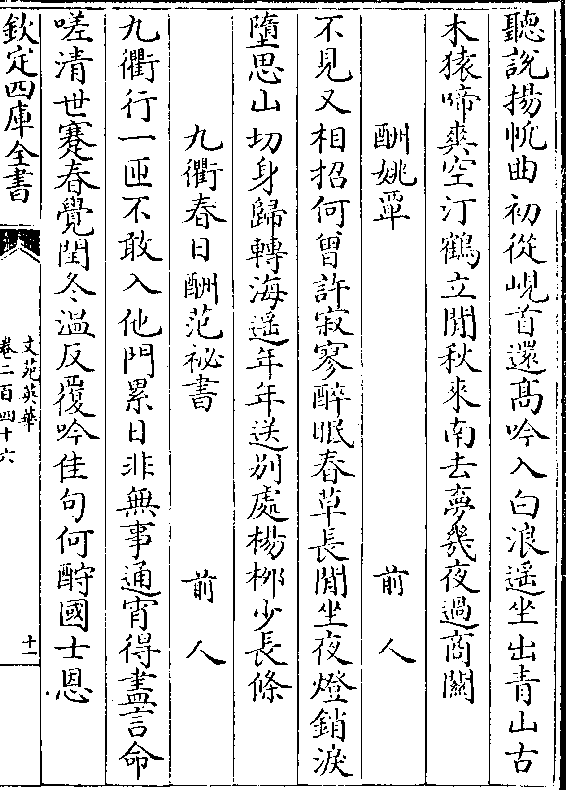 聽說揚帆曲初從峴首還髙吟入白浪遥坐出青山古
木猿啼爽空汀鶴立閒秋來南去夢幾夜過商關
酬姚覃　前人
不見又相招何曾許寂寥醉眠春草長閒坐夜燈銷淚
墮思山切身歸轉海遥年年送别處楊栁少長條
九衢春日酬范祕書　前人
九衢行一匝不敢入他門累日非無事通宵得盡言命
嗟清世蹇春覺閏冬温反覆吟佳句何酧國士恩
欽定四庫全書
文苑英華
卷二百四十六
十一